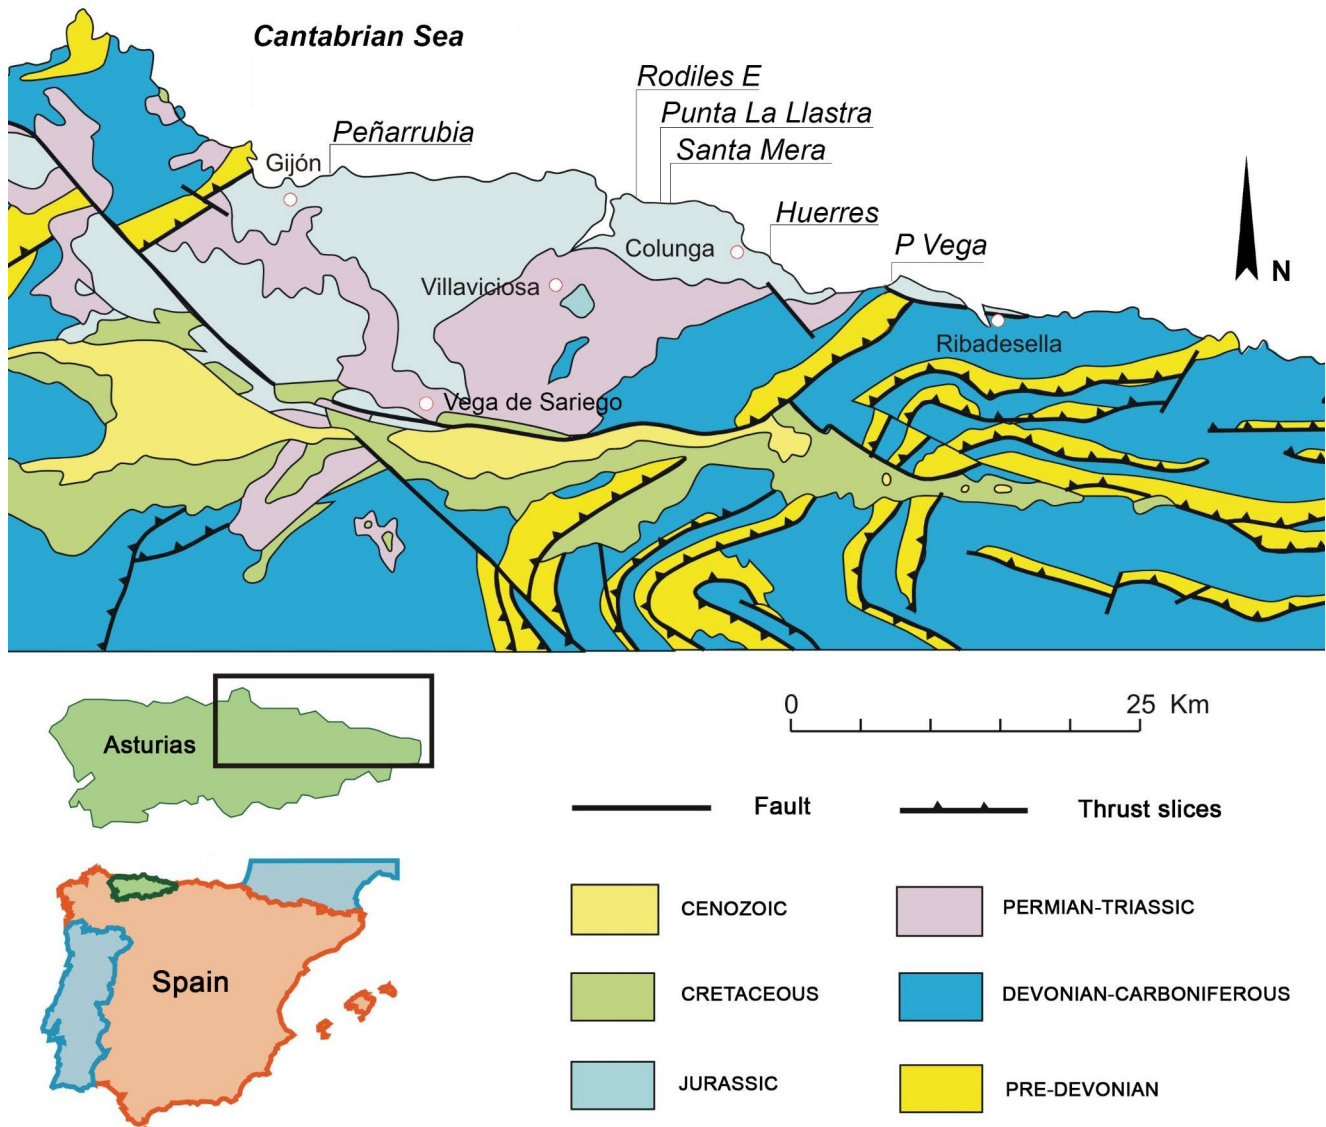 Cantabrian Sea
Rodiles E
Punta La Llastra
Peñarrubia
Santa Mera
Gijón
Huerres
P Vega
Colunga
N
Villaviciosa
Ribadesella
Vega de Sariego
0 25 Km
Asturias
Fault Thrust slices
CENOZOIC PERMIAN-TRIASSIC
Spain
CRETACEOUS DEVONIAN-CARBONIFEROUS
JURASSIC PRE-DEVONIAN